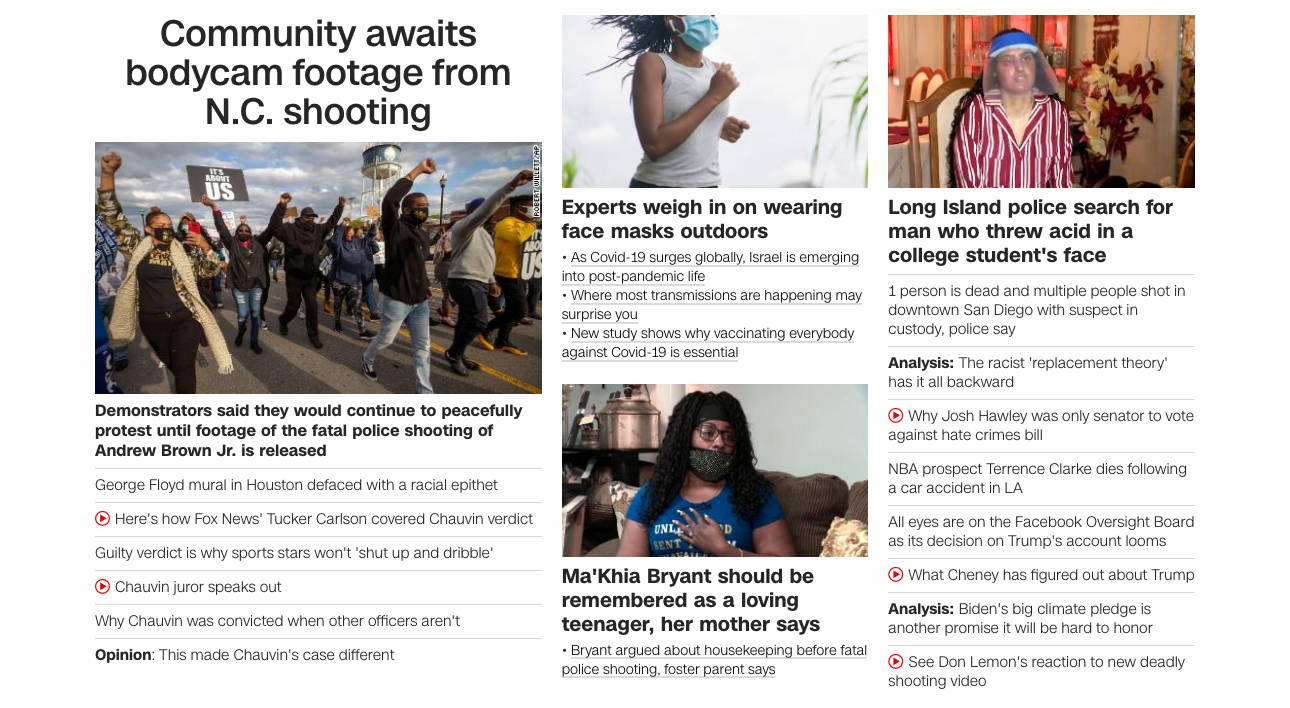 Community awaits
bodycam footage from
N.C. shooting
IT'S
ABOUT
US
ROBERT WILLETT/AP
Demonstrators said they would continue to peacefully
protest until footage of the fatal police shooting of
Andrew Brown Jr. is released
George Floyd mural in Houston defaced with a racial epithet
Here's how Fox News' Tucker Carlson covered Chauvin verdict
Guilty verdict is why sports stars won't 'shut up and dribble'
Chauvin juror speaks out
Why Chauvin was convicted when other officers aren't
Opinion: This made Chauvin's case different
Experts weigh in on wearing
face masks outdoors
• As Covid-19 surges globally, Israel is emerging
into post-pandemic life
• Where most transmissions are happening may
surprise you
• New study shows why vaccinating everybody
against Covid-19 is essential
Ma'Khia Bryant should be
remembered as a loving
teenager, her mother says
• Bryant argued about housekeeping before fatal
police shooting, foster parent says
Long Island police search for
man who threw acid in a
college student's face
1 person is dead and multiple people shot in
downtown San Diego with suspect in
custody, police say
Analysis: The racist 'replacement theory'
has it all backward
Why Josh Hawley was only senator to vote
against hate crimes bill
NBA prospect Terrence Clarke dies following
a car accident in LA
All eyes are on the Facebook Oversight Board
as its decision on Trump's account looms
What Cheney has figured out about Trump
Analysis: Biden's big climate pledge is
another promise it will be hard to honor
See Don Lemon's reaction to new deadly
shooting video